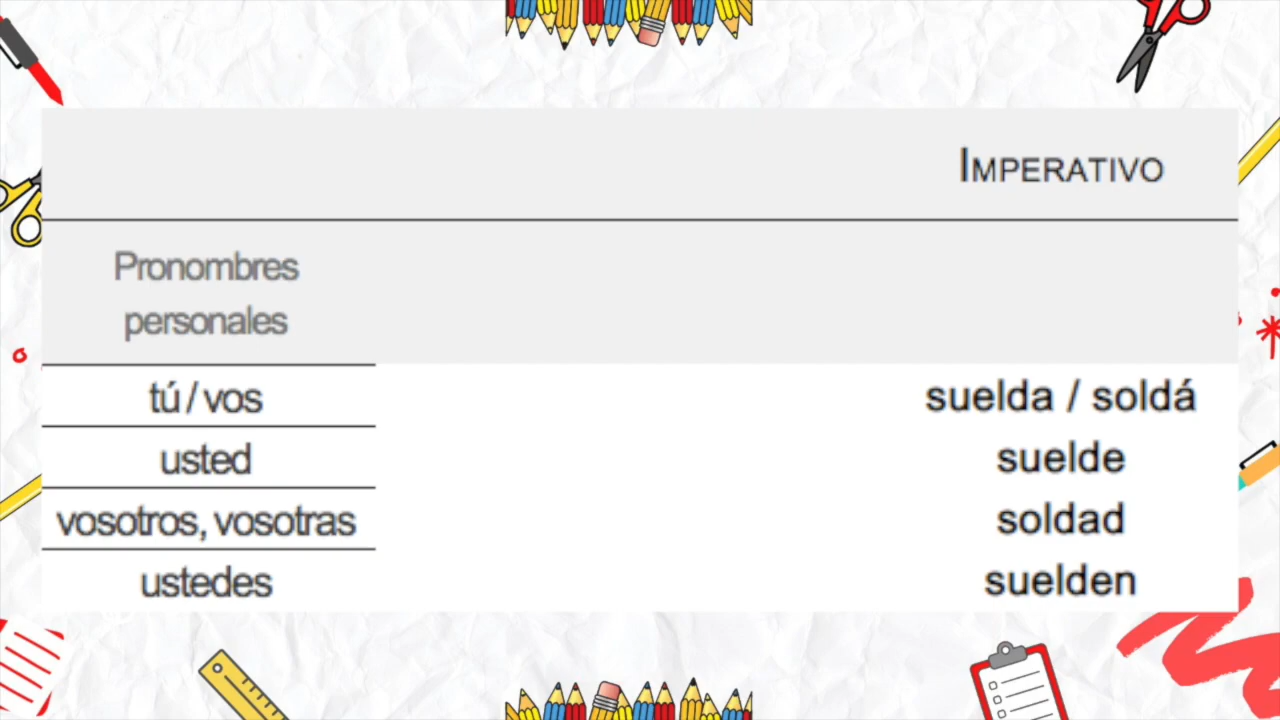 IMPERATIVO
Pronombres
personales
tú / vos suelda / soldá
usted suelde
vosotros, vosotras soldad
ustedes suelden